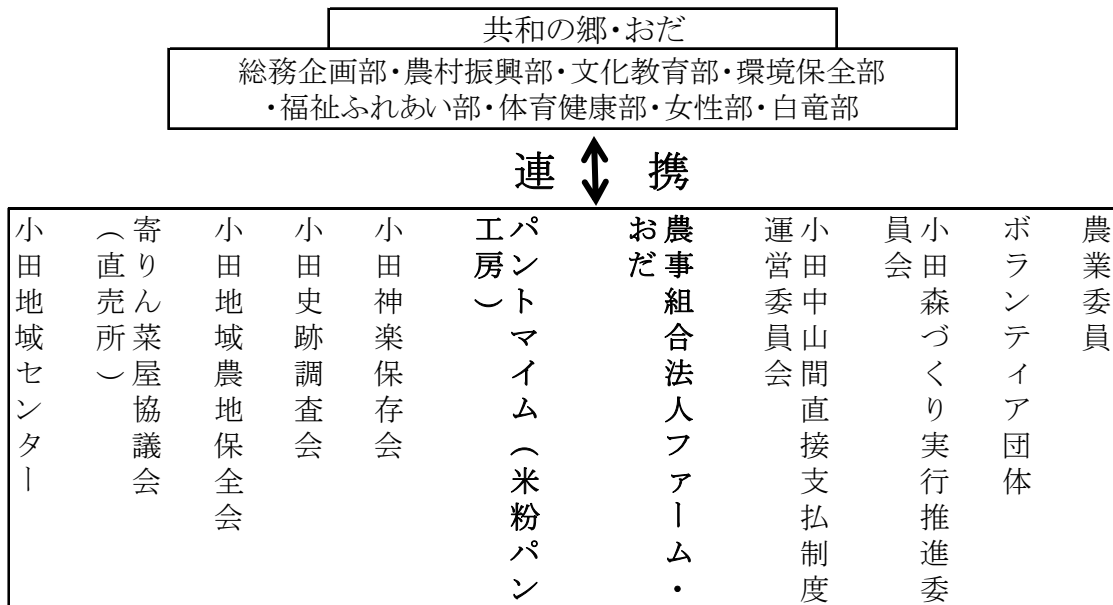 共和の郷・おだ
総務企画部・農村振興部・文化教育部・環境保全部
・福祉ふれあい部・体育健康部・女性部・白竜部
連 携
農業委員
ボランティア団体
小田森づくり実行推進委
員会
小田中山間直接支払制度
運営委員会
農事組合法人ファーム・
おだ
パントマイム（米粉パン
工房）
小田神楽保存会
小田史跡調査会
小田地域農地保全会
寄りん菜屋協議会
（直売所）
小田地域センター